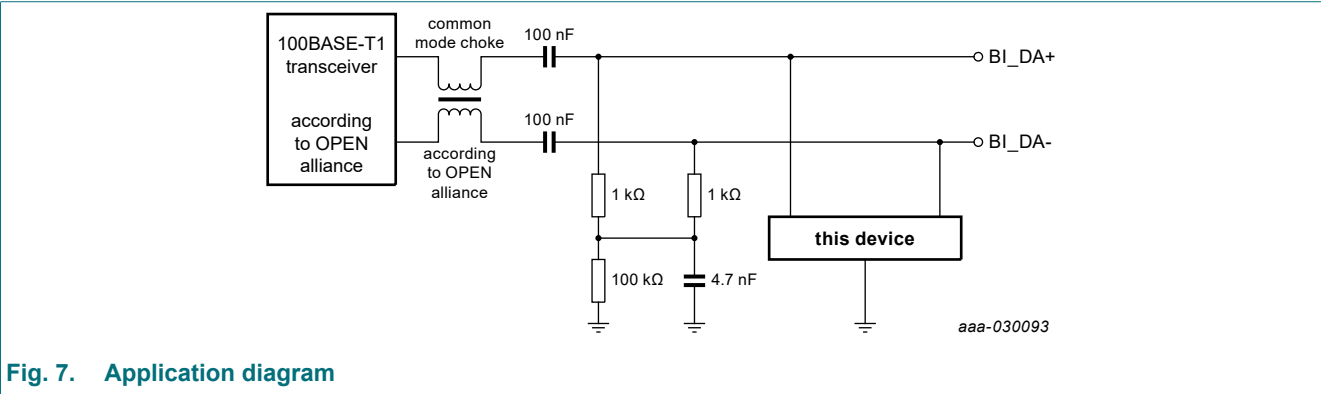 100BASE-T1
transceiver
according
to OPEN
alliance
common
mode choke
according
to OPEN
alliance
100 nF
100 nF
BI_DA+
BI_DA-
1 kΩ
1 kΩ
100 kΩ
4.7 nF
this device
aaa-030093
Fig. 7. Application diagram